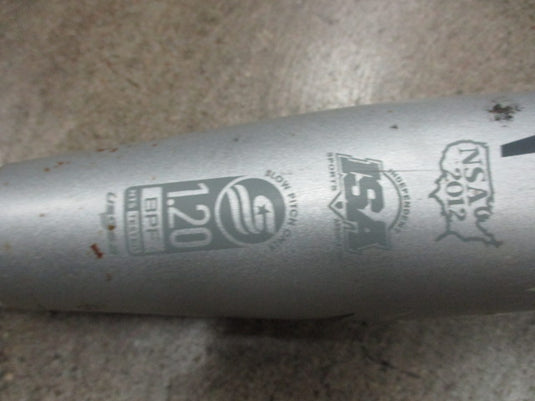 SLOW PITCH ONLY
1.20
BPF
INDEPENDENT
ISA
SPORTS
NSA
2012